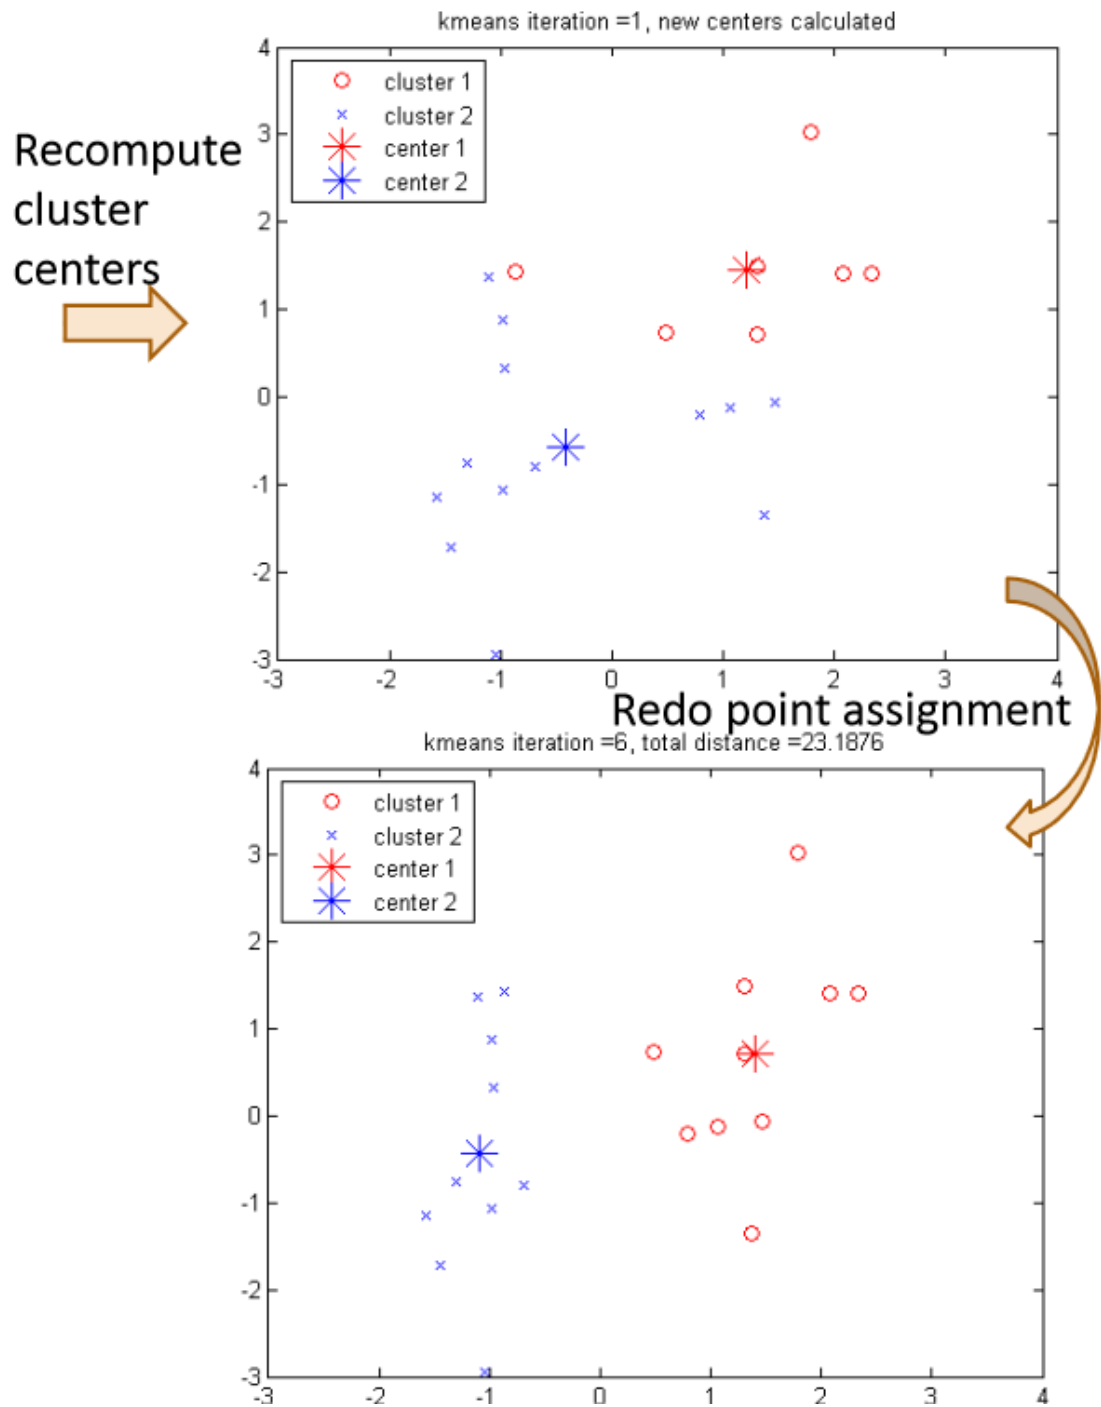 kmeans iteration =1, new centers calculated
4
cluster 1
cluster 2
center 1
center 2
3
2
1
0
-1
-2
-3
-3 -2 -1 0 1 2 3 4
Recompute
cluster
centers
Redo point assignment
kmeans iteration =6, total distance =23.1876
4
cluster 1
cluster 2
center 1
center 2
3
2
1
0
-1
-2
-3
-3 -2 -1 0 1 2 3 4